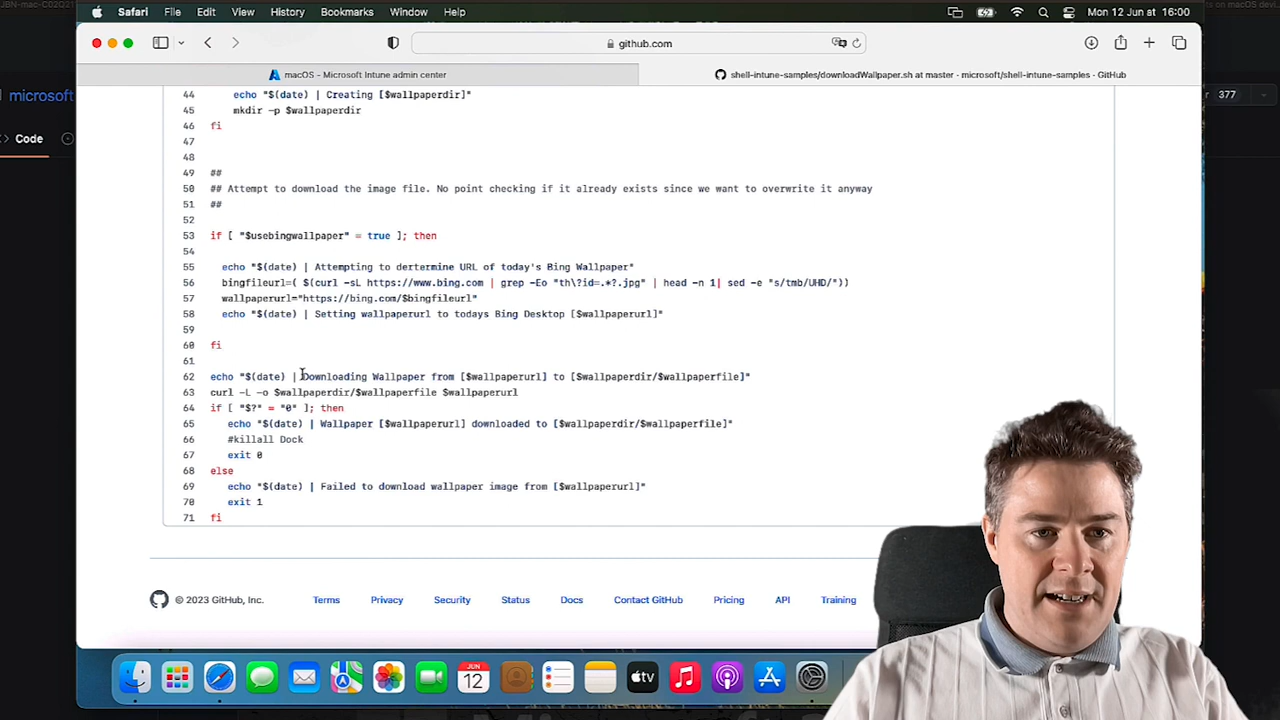 JBN-mac-C02Q21
ts on macOS devi
Safari File Edit View History Bookmarks Window Help Mon 12 Jun at 16:00
github.com
macOS - Microsoft Intune admin center
shell-intune-samples/downloadWallpaper.sh at master · microsoft/shell-intune-samples · GitHub
microsoft
r 377
Code
44 echo "$(date) | Creating [$wallpaperdir]"
45 mkdir -p $wallpaperdir
46 fi
47
48
49 ##
50 ## Attempt to download the image file. No point checking if it already exists since we want to overwrite it anyway
51 ##
52
53 if [ "$usebingwallpaper" = true ]; then
54
55 echo "$(date) | Attempting to dertermine URL of today's Bing Wallpaper"
56 bingfileurl=( $(curl -sL https://www.bing.com | grep -Eo "th\?id=.*?.jpg" | head -n 1| sed -e "s/tmb/UHD/"))
57 wallpaperurl="https://bing.com/$bingfileurl"
58 echo "$(date) | Setting wallpaperurl to todays Bing Desktop [$wallpaperurl]"
59
60 fi
61
62 echo "$(date) | Downloading Wallpaper from [$wallpaperurl] to [$wallpaperdir/$wallpaperfile]"
63 curl -L -o $wallpaperdir/$wallpaperfile $wallpaperurl
64 if [ "$?" = "0" ]; then
65 echo "$(date) | Wallpaper [$wallpaperurl] downloaded to [$wallpaperdir/$wallpaperfile]"
66 #killall Dock
67 exit 0
68 else
69 echo "$(date) | Failed to download wallpaper image from [$wallpaperurl]"
70 exit 1
71 fi
© 2023 GitHub, Inc. Terms Privacy Security Status Docs Contact GitHub Pricing API Training
JUN
12
tv